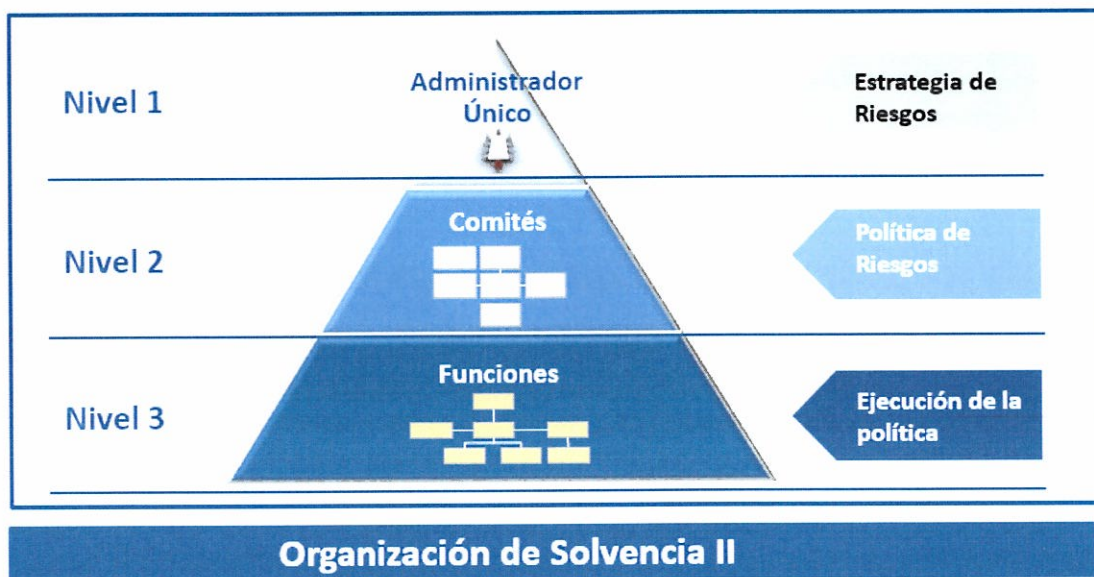 Nivel 1
Administrador
Único
Estrategia de
Riesgos
Nivel 2
Comités
Política de
Riesgos
Nivel 3
Funciones
Ejecución de la
política
Organización de Solvencia II